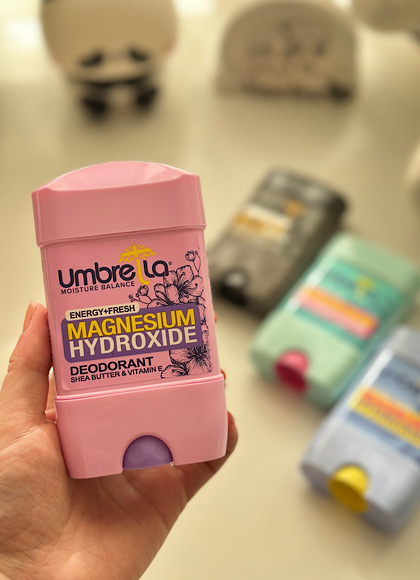 Umbrella®
MOISTURE BALANCE
ENERGY+FRESH
MAGNESIUM
HYDROXIDE
DEODORANT
SHEA BUTTER & VITAMIN E